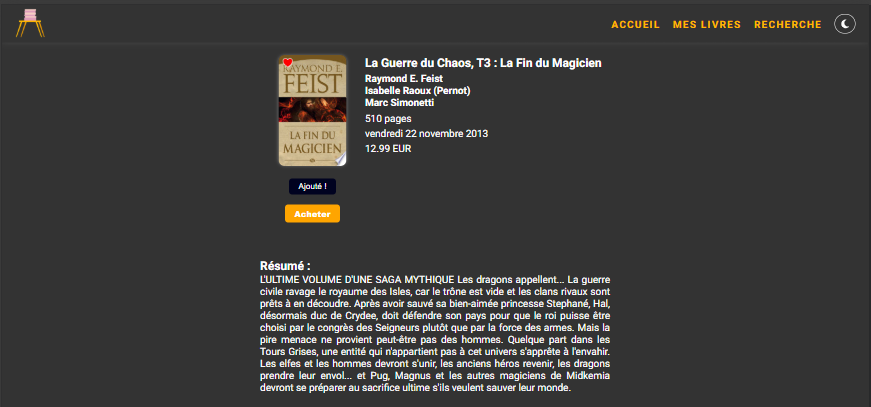 ACCUEIL MES LIVRES RECHERCHE
RAYMOND E.
FEIST
LA FIN DU
MAGICIEN
La Guerre du Chaos, T3 : La Fin du Magicien
Raymond E. Feist
Isabelle Raoux (Pernot)
Marc Simonetti
510 pages
vendredi 22 novembre 2013
12.99 EUR
Ajouté !
Acheter
Résumé :
L'ULTIME VOLUME D'UNE SAGA MYTHIQUE Les dragons appellent... La guerre
civile ravage le royaume des Isles, car le trône est vide et les clans rivaux sont
prêts à en découdre. Après avoir sauvé sa bien-aimée princesse Stephané, Hal,
désormais duc de Crydee, doit défendre son pays pour que le roi puisse être
choisi par le congrès des Seigneurs plutôt que par la force des armes. Mais la
pire menace ne provient peut-être pas des hommes. Quelque part dans les
Tours Grises, une entité qui n'appartient pas à cet univers s'apprête à l'envahir.
Les elfes et les hommes devront s'unir, les anciens héros revenir, les dragons
prendre leur envol... et Pug, Magnus et les autres magiciens de Midkemia
devront se préparer au sacrifice ultime s'ils veulent sauver leur monde.